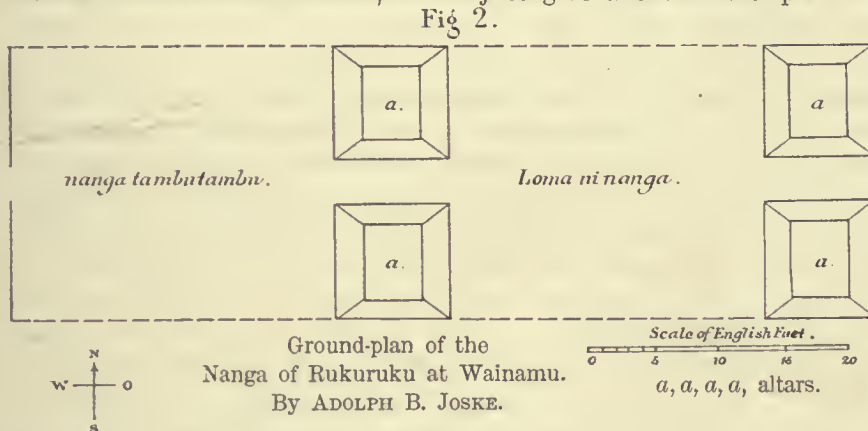 Fig 2.
a. a
nanga tambutambu. Loma ni nanga.
a. a.
Ground-plan of the
Nanga of Rukuruku at Wainamu.
By ADOLPH B. JOSKE.
N
W O
S
Scale of English Feet.
0 5 10 15 20
a, a, a, a, altars.